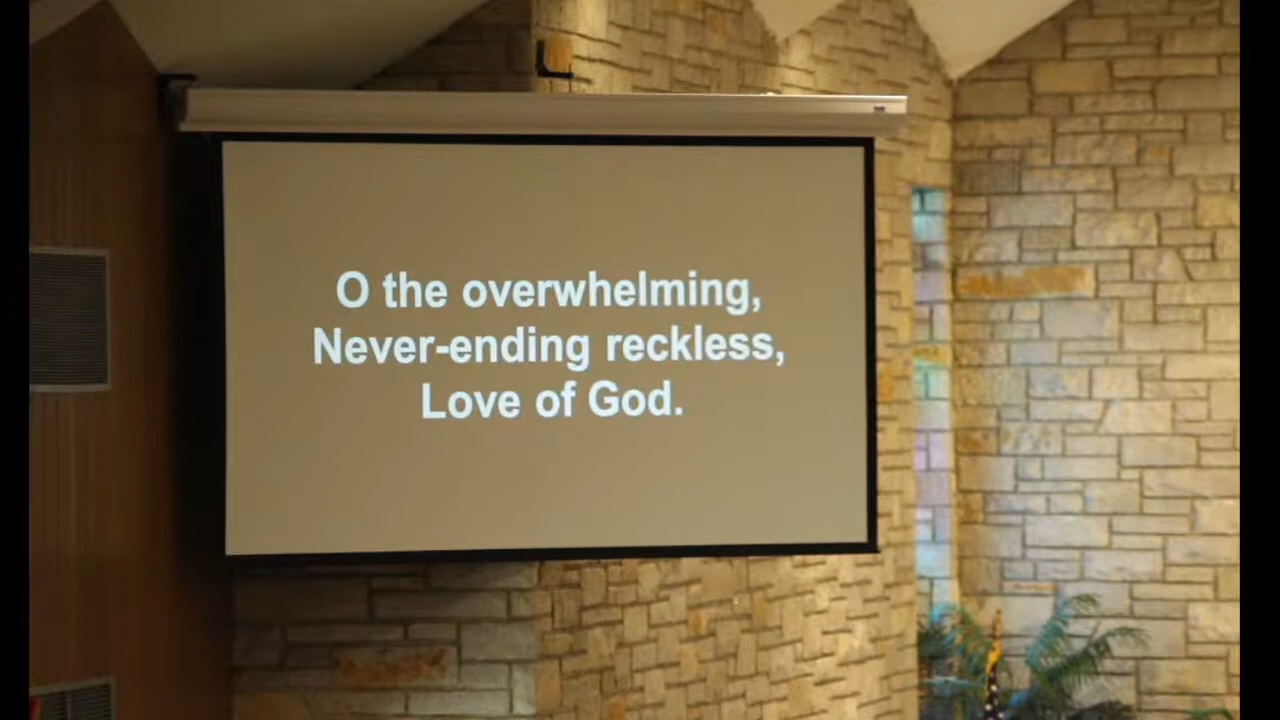 O the overwhelming,
Never-ending reckless,
Love of God.